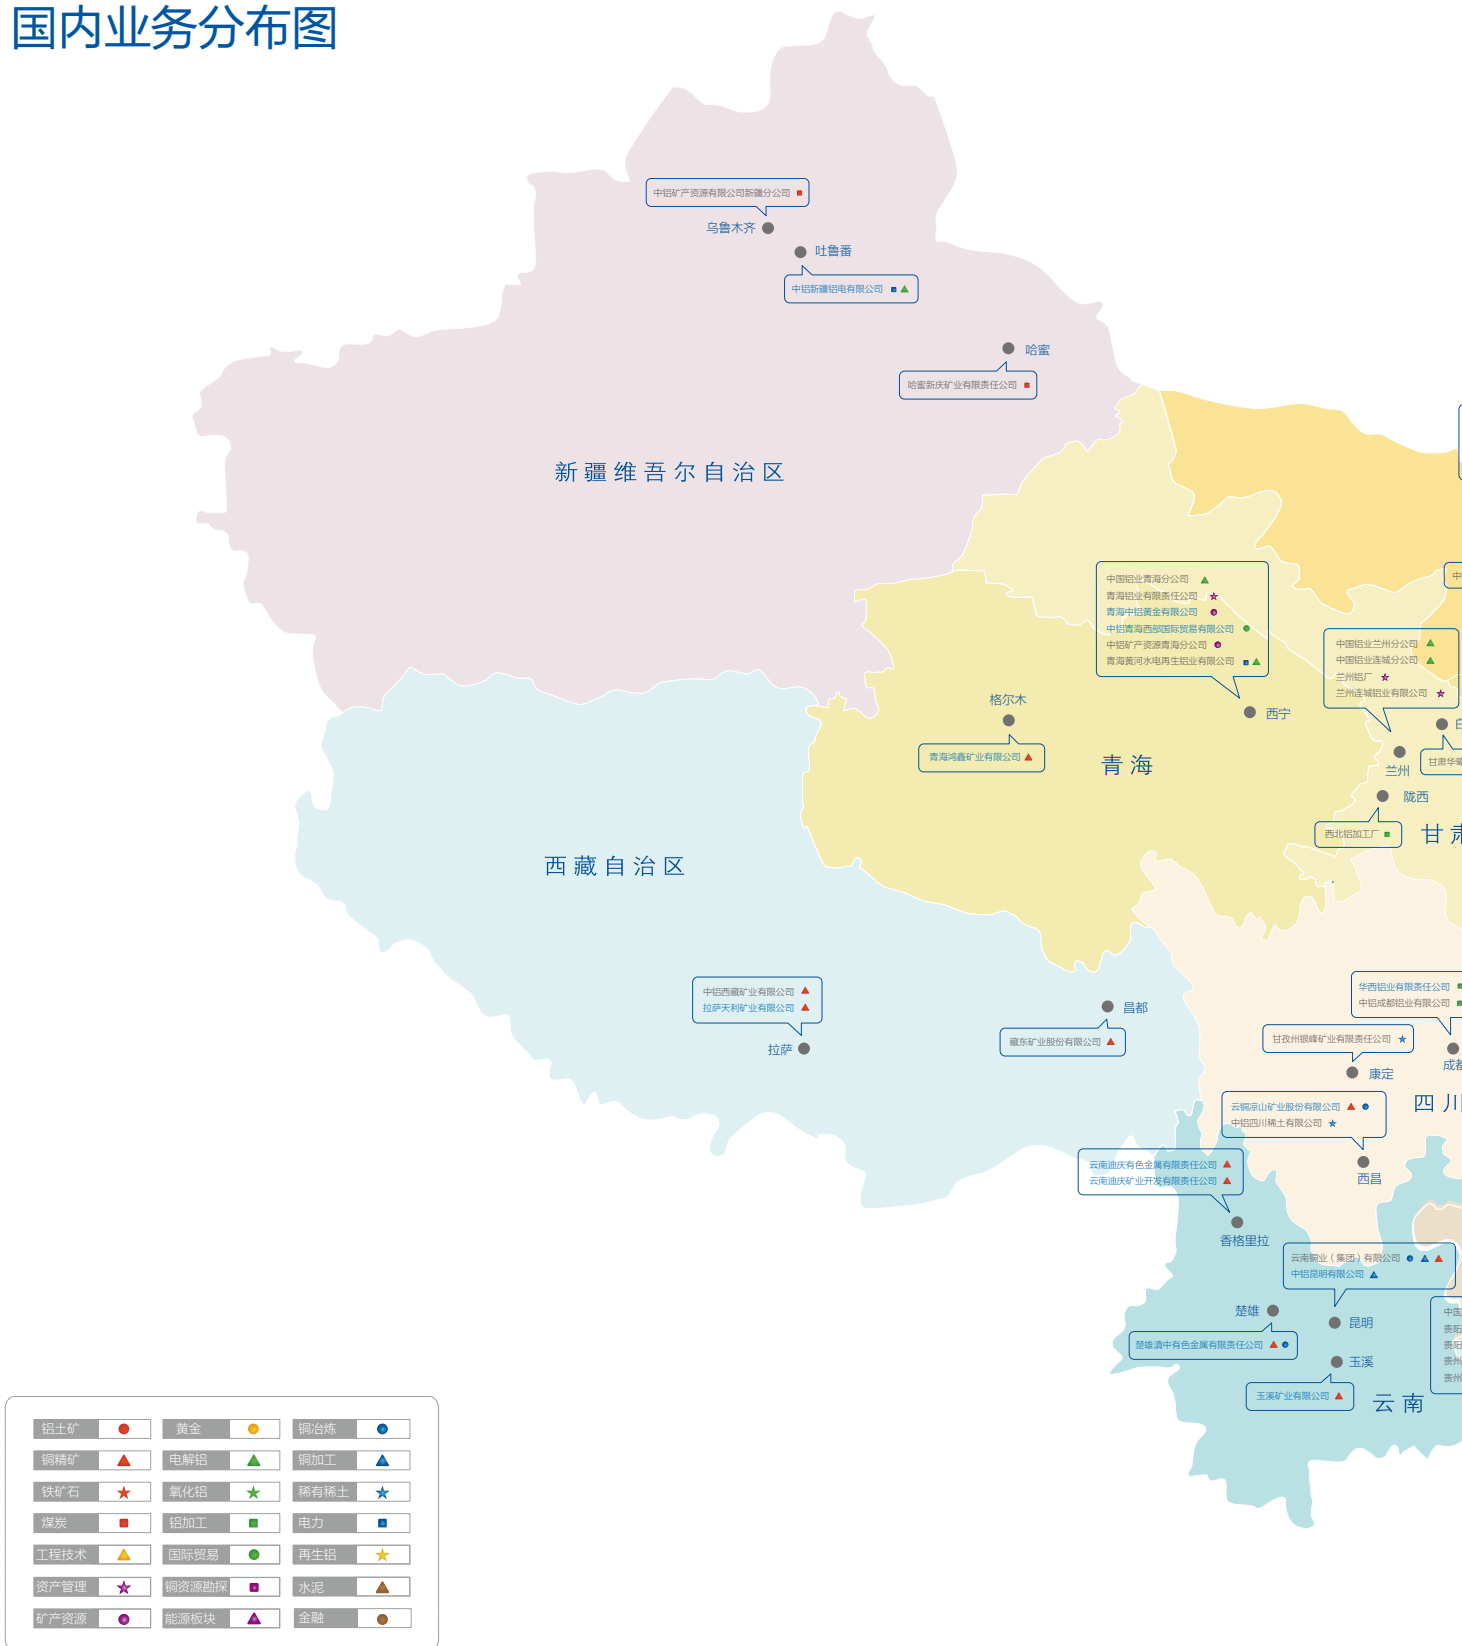 国内业务分布图
中铝矿产资源有限公司新疆分公司
乌鲁木齐
吐鲁番
中铝新疆铝电有限公司
哈蜜
哈蜜新庆矿业有限责任公司
新疆维吾尔自治区
中国铝业青海分公司
青海铝业有限责任公司
青海中铝黄金有限公司
中铝青海西部国际贸易有限公司
中铝矿产资源青海分公司
青海黄河水电再生铝业有限公司
西宁
格尔木
青海鸿鑫矿业有限公司
青海
中
中国铝业兰州分公司
中国铝业连城分公司
兰州铝厂
兰州连城铝业有限公司
兰州
甘肃华
陇西
西北铝加工厂
甘肃
西藏自治区
中铝西藏矿业有限公司
拉萨天利矿业有限公司
拉萨
昌都
藏东矿业股份有限公司
华西铝业有限责任公司
中铝成都铝业有限公司
成都
甘孜州银峰矿业有限责任公司
康定
四川
云铜凉山矿业股份有限公司
中铝四川稀土有限公司
西昌
云南迪庆有色金属有限责任公司
云南迪庆矿业开发有限责任公司
香格里拉
云南铜业（集团）有限公司
中铝昆明有限公司
昆明
楚雄
楚雄滇中有色金属有限责任公司
玉溪
玉溪矿业有限公司
云南
中国
贵阳
贵阳
贵州
贵州
铝土矿 黄金 铜冶炼
铜精矿 电解铝 铜加工
铁矿石 氧化铝 稀有稀土
煤炭 铝加工 电力
工程技术 国际贸易 再生铝
资产管理 铜资源勘探 水泥
矿产资源 能源板块 金融